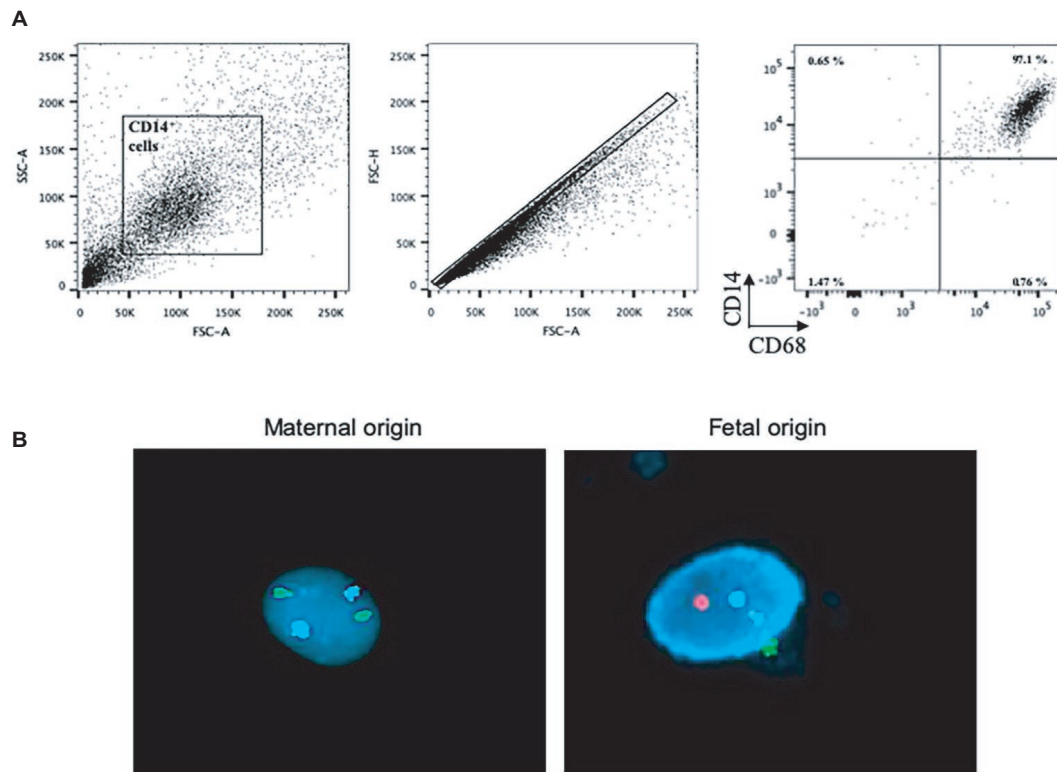 A
250K
200K
150K
100K
50K
0
SSC-A
CD14+
cells
0 50K 100K 150K 200K 250K
FSC-A
250K
200K
150K
100K
50K
0
FSC-H
0 50K 100K 150K 200K 250K
FSC-A
0.65 % 97.1 %
10^5
10^4
10^3
0
-10^3
1.47 % 0.76 %
-10^3 0 10^3 10^4 10^5
CD14
CD68
B
Maternal origin Fetal origin